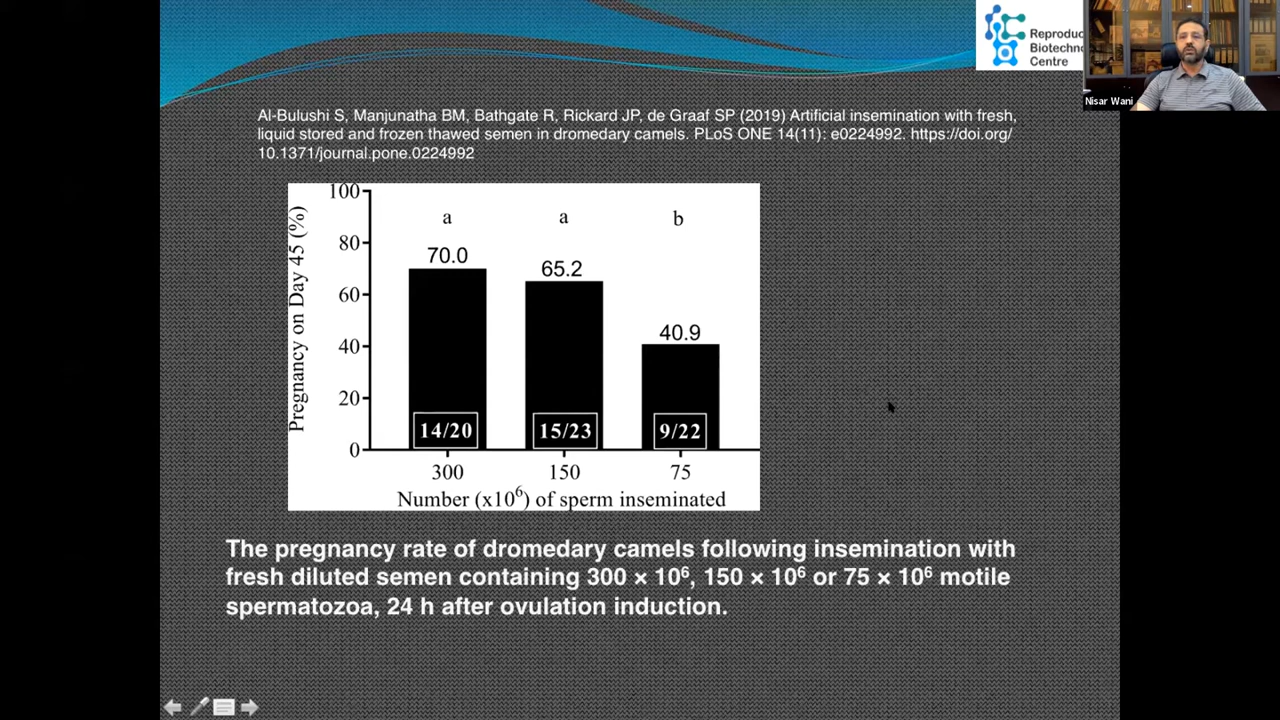 Reproduc
Biotechno
Centre
Nisar Wani
Al-Bulushi S, Manjunatha BM, Bathgate R, Rickard JP, de Graaf SP (2019) Artificial insemination with fresh,
liquid stored and frozen thawed semen in dromedary camels. PLoS ONE 14(11): e0224992. https://doi.org/
10.1371/journal.pone.0224992
Pregnancy on Day 45 (%)
100
80
60
40
20
0
a
a
b
70.0
65.2
40.9
14/20
15/23
9/22
300
150
75
Number (x10⁶) of sperm inseminated
The pregnancy rate of dromedary camels following insemination with
fresh diluted semen containing 300 × 10⁶, 150 × 10⁶ or 75 × 10⁶ motile
spermatozoa, 24 h after ovulation induction.